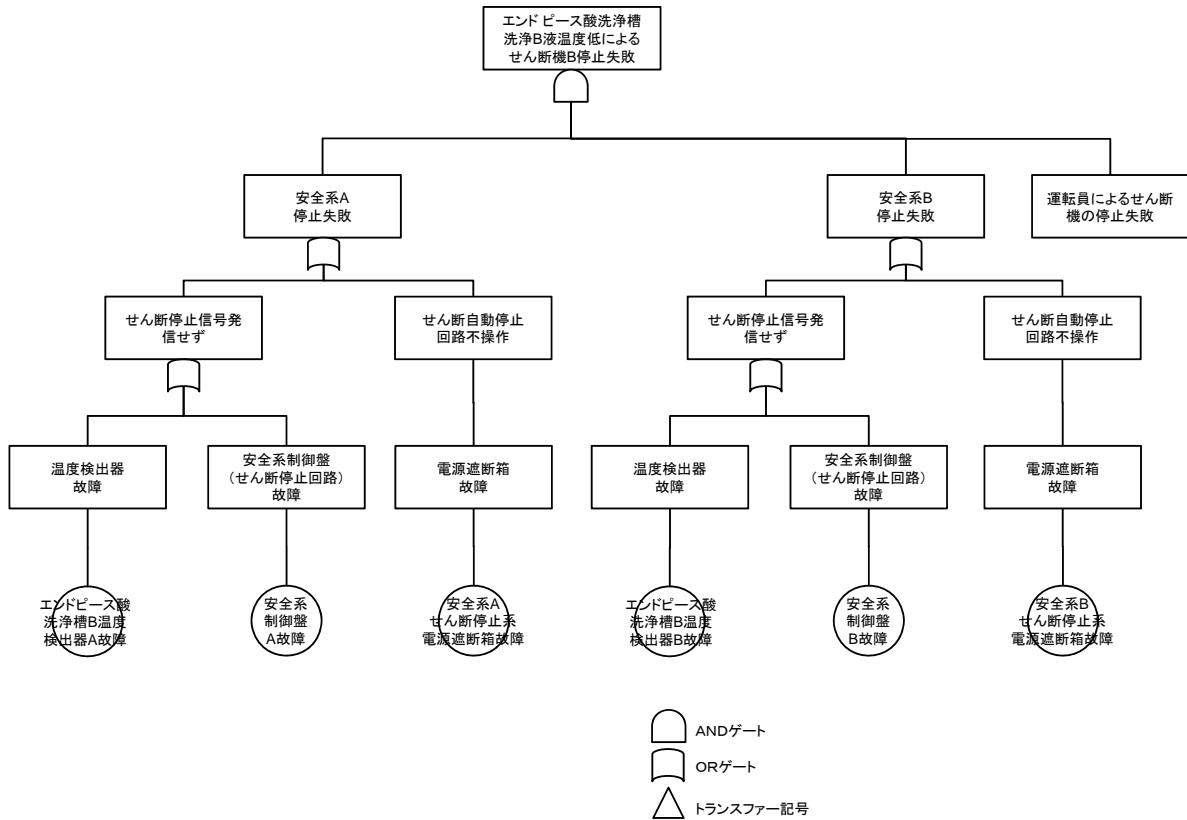 エンドピース酸洗浄槽
洗浄B液温度低による
せん断機B停止失敗
安全系A
停止失敗
安全系B
停止失敗
運転員によるせん断
機の停止失敗
せん断停止信号発
信せず
せん断自動停止
回路不操作
せん断停止信号発
信せず
せん断自動停止
回路不操作
温度検出器
故障
安全系制御盤
（せん断停止回路）
故障
電源遮断箱
故障
温度検出器
故障
安全系制御盤
（せん断停止回路）
故障
電源遮断箱
故障
エンドピース酸
洗浄槽B温度
検出器A故障
安全系
制御盤
A故障
安全系A
せん断停止系
電源遮断箱故障
エンドピース酸
洗浄槽B温度
検出器B故障
安全系
制御盤
B故障
安全系B
せん断停止系
電源遮断箱故障
ANDゲート
ORゲート
トランスファー記号